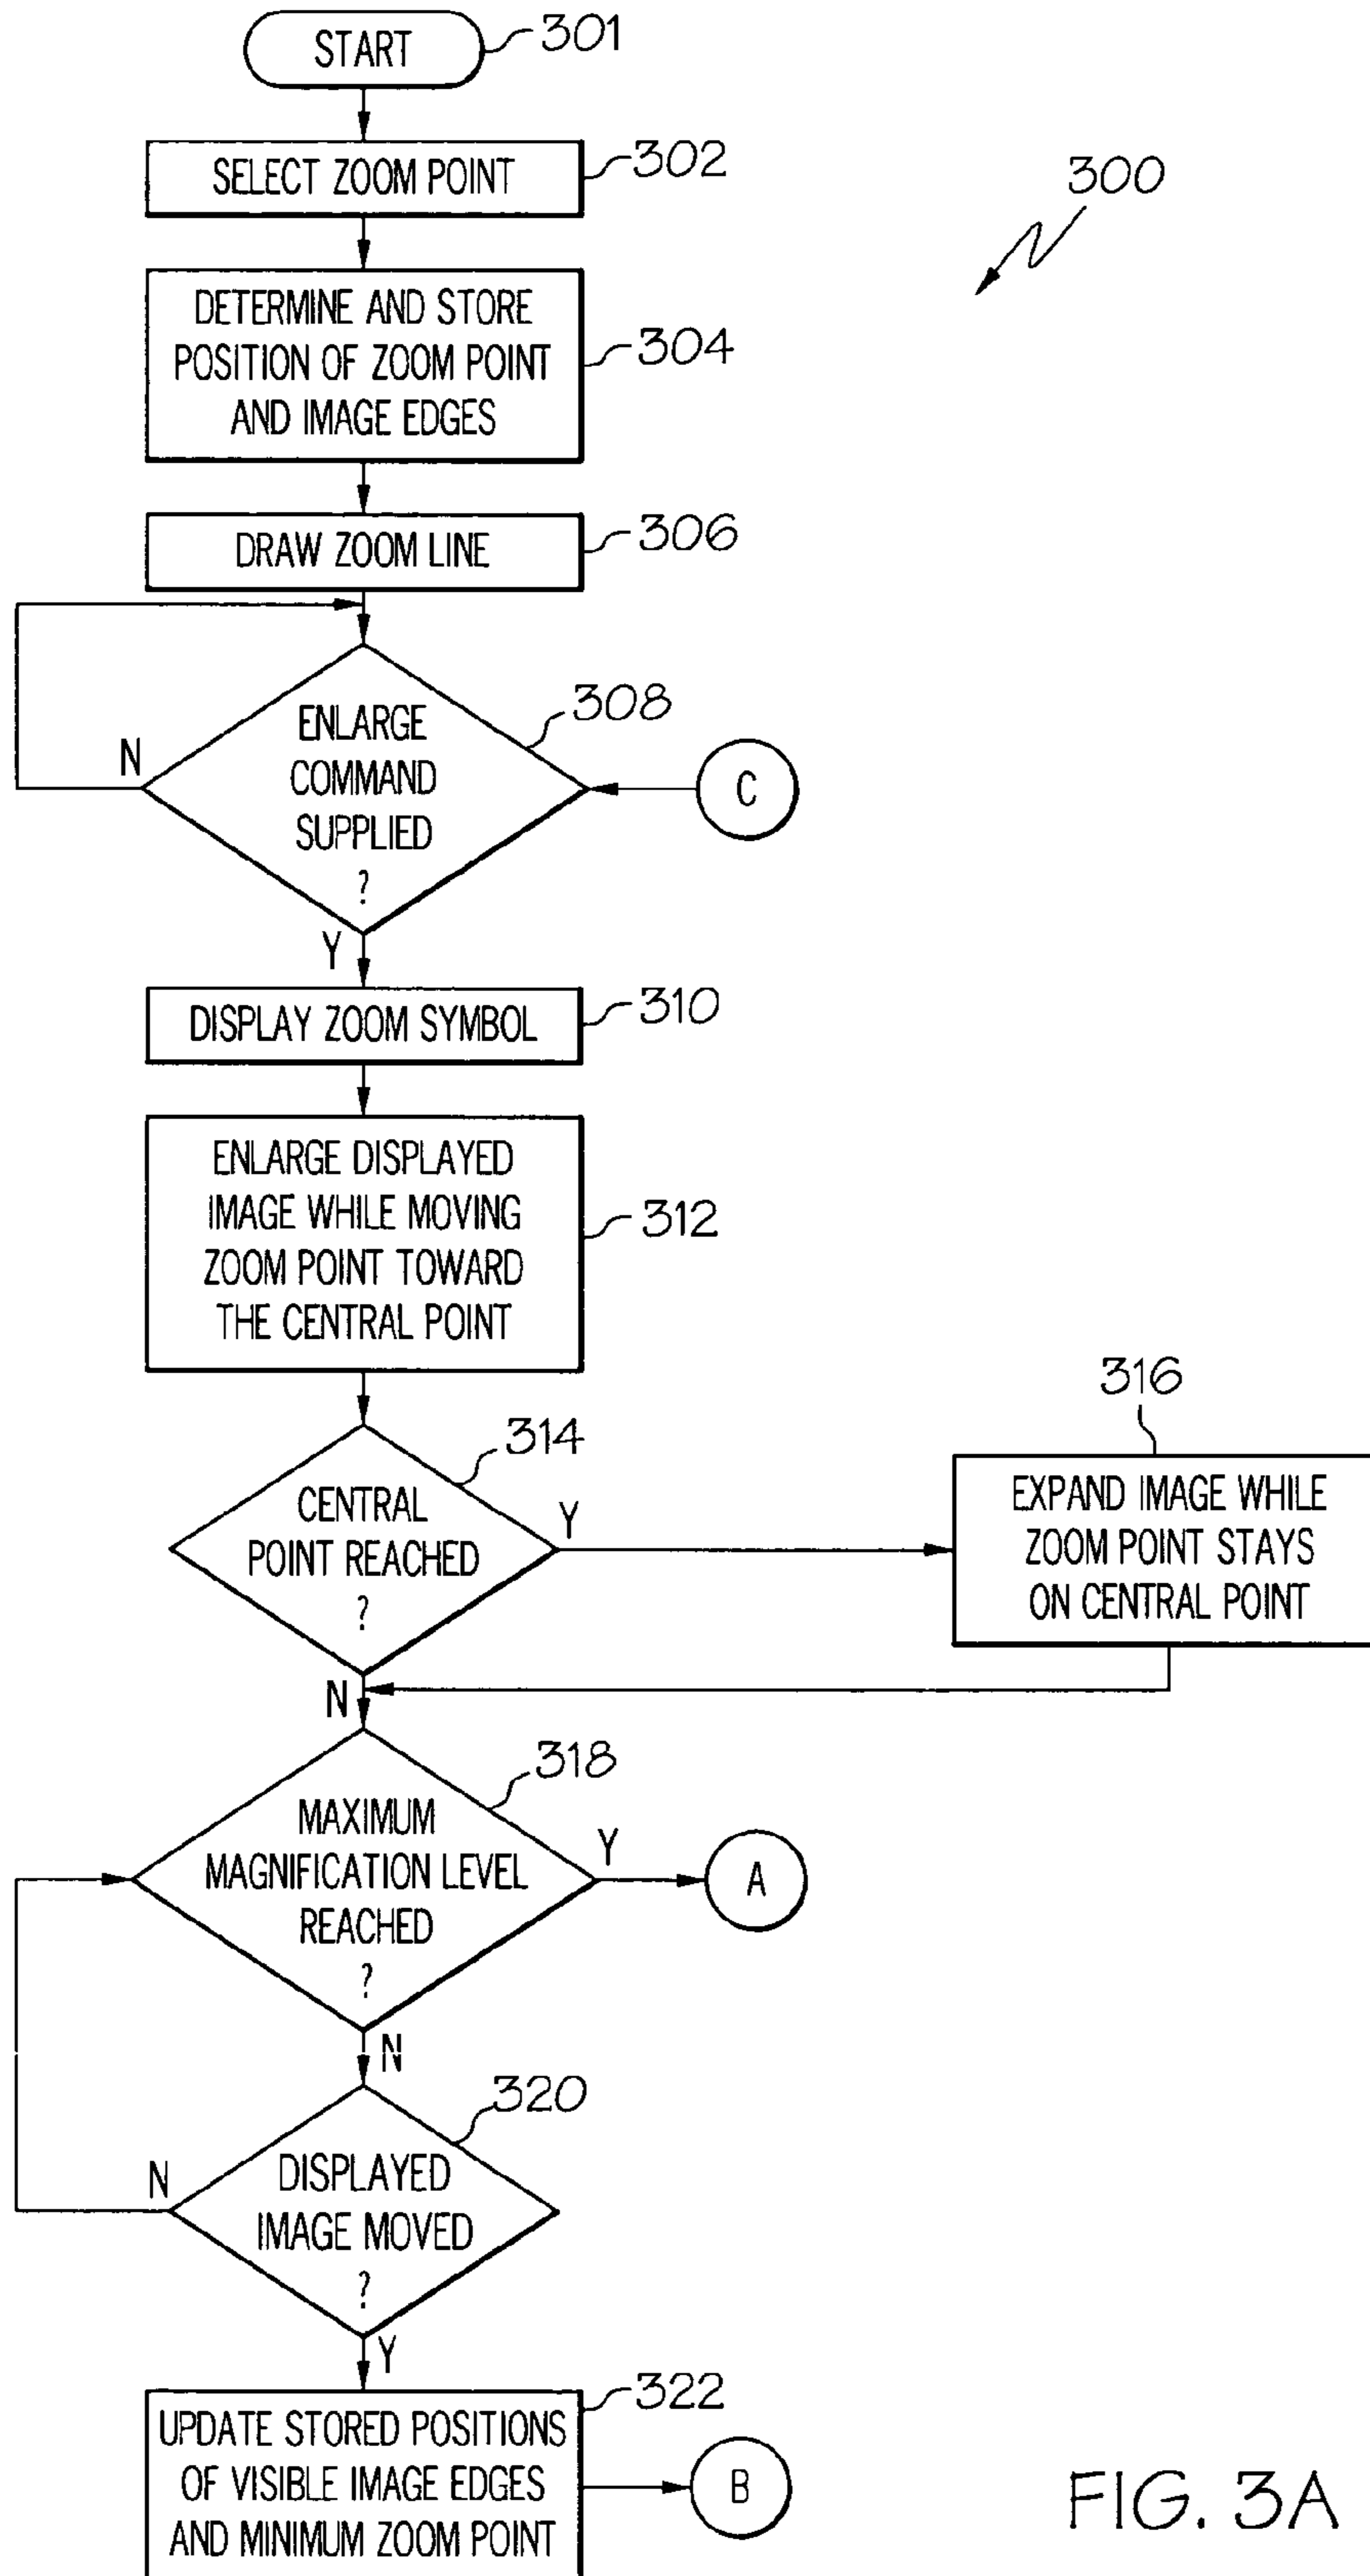 START
301
SELECT ZOOM POINT
302
300
DETERMINE AND STORE
POSITION OF ZOOM POINT
AND IMAGE EDGES
304
DRAW ZOOM LINE
306
ENLARGE
COMMAND
SUPPLIED
?
308
N
C
Y
DISPLAY ZOOM SYMBOL
310
ENLARGE DISPLAYED
IMAGE WHILE MOVING
ZOOM POINT TOWARD
THE CENTRAL POINT
312
CENTRAL
POINT REACHED
?
314
Y
316
EXPAND IMAGE WHILE
ZOOM POINT STAYS
ON CENTRAL POINT
N
MAXIMUM
MAGNIFICATION LEVEL
REACHED
?
318
Y
A
N
DISPLAYED
IMAGE MOVED
?
320
N
Y
UPDATE STORED POSITIONS
OF VISIBLE IMAGE EDGES
AND MINIMUM ZOOM POINT
322
B
FIG. 3A